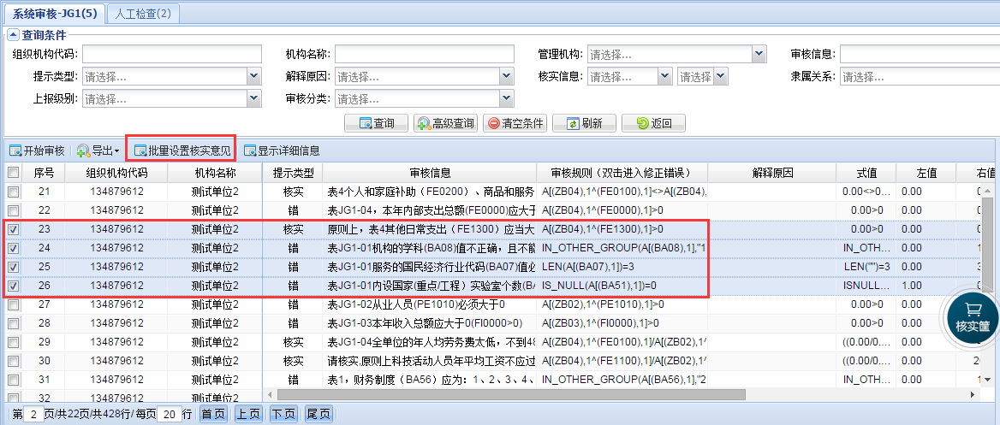 系统审核-JG1(5) 人工检查(2)
查询条件
组织机构代码: 机构名称: 管理机构: 请选择... 审核信息:
提示类型: 请选择... 解释原因: 请选择... 核实信息: 请选择... 请选择 隶属关系: 请选择...
上报级别: 请选择... 审核分类: 请选择...
查询 高级查询 清空条件 刷新 返回
开始审核 导出 批量设置核实意见 显示详细信息
序号 组织机构代码 机构名称 提示类型 审核信息 审核规则（双击进入修正错误） 解释原因 式值 左值 右值
21 134879612 测试单位2 核实 表4个人和家庭补助（FE0200）、商品和服务 A[(ZB04),1^(FE0100),1]<>A[(ZB04), 0.00<>0... 0.00
22 134879612 测试单位2 错 表JG1-04，本年内部支出总额(FE0000)应大于 A[(ZB04),1^(FE0000),1]>0 0.00>0 0.00
23 134879612 测试单位2 核实 原则上，表4其他日常支出（FE1300）应当大 A[(ZB04),1^(FE1300),1]>0 0.00>0 0.00
24 134879612 测试单位2 错 表JG1-01机构的学科(BA08)值不正确，且不能 IN_OTHER_GROUP(A[(BA08),1],"1 IN_OTH... 0.00
25 134879612 测试单位2 错 表JG1-01服务的国民经济行业代码(BA07)值必 LEN(A[(BA07),1])=3 LEN("")=3 0.00 3
26 134879612 测试单位2 错 表JG1-01内设国家(重点/工程）实验室个数(BA IS_NULL(A[(BA51),1])=0 ISNULL... 1.00
27 134879612 测试单位2 错 表JG1-02从业人员(PE1010)必须大于0 A[(ZB02),1^(PE1010),1]>0 0.00>0 0.00
28 134879612 测试单位2 错 表JG1-03本年收入总额应大于0(FI0000>0) A[(ZB03),1^(FI0000),1]>0 0.00>0 0.00
29 134879612 测试单位2 核实 表JG1-04全单位的年人均劳务费太低，不到48 A[(ZB04),1^(FE0100),1]/A[(ZB02),1^ ((0.00/0... 0.00
30 134879612 测试单位2 核实 请核实.原则上科技活动人员年平均工资不应过 A[(ZB04),1^(FE1100),1]/A[(ZB02),1^ ((0.00/0... 0.00
31 134879612 测试单位2 错 表1，财务制度（BA56）应为：1、2、3、4、 IN_OTHER_GROUP(A[(BA56),1],"2 IN_OTH... 0.00
32 134879612 测试单位2 错
核实筐
第 2 页/共22页/共428行/每页 20 行 首页 上页 下页 尾页